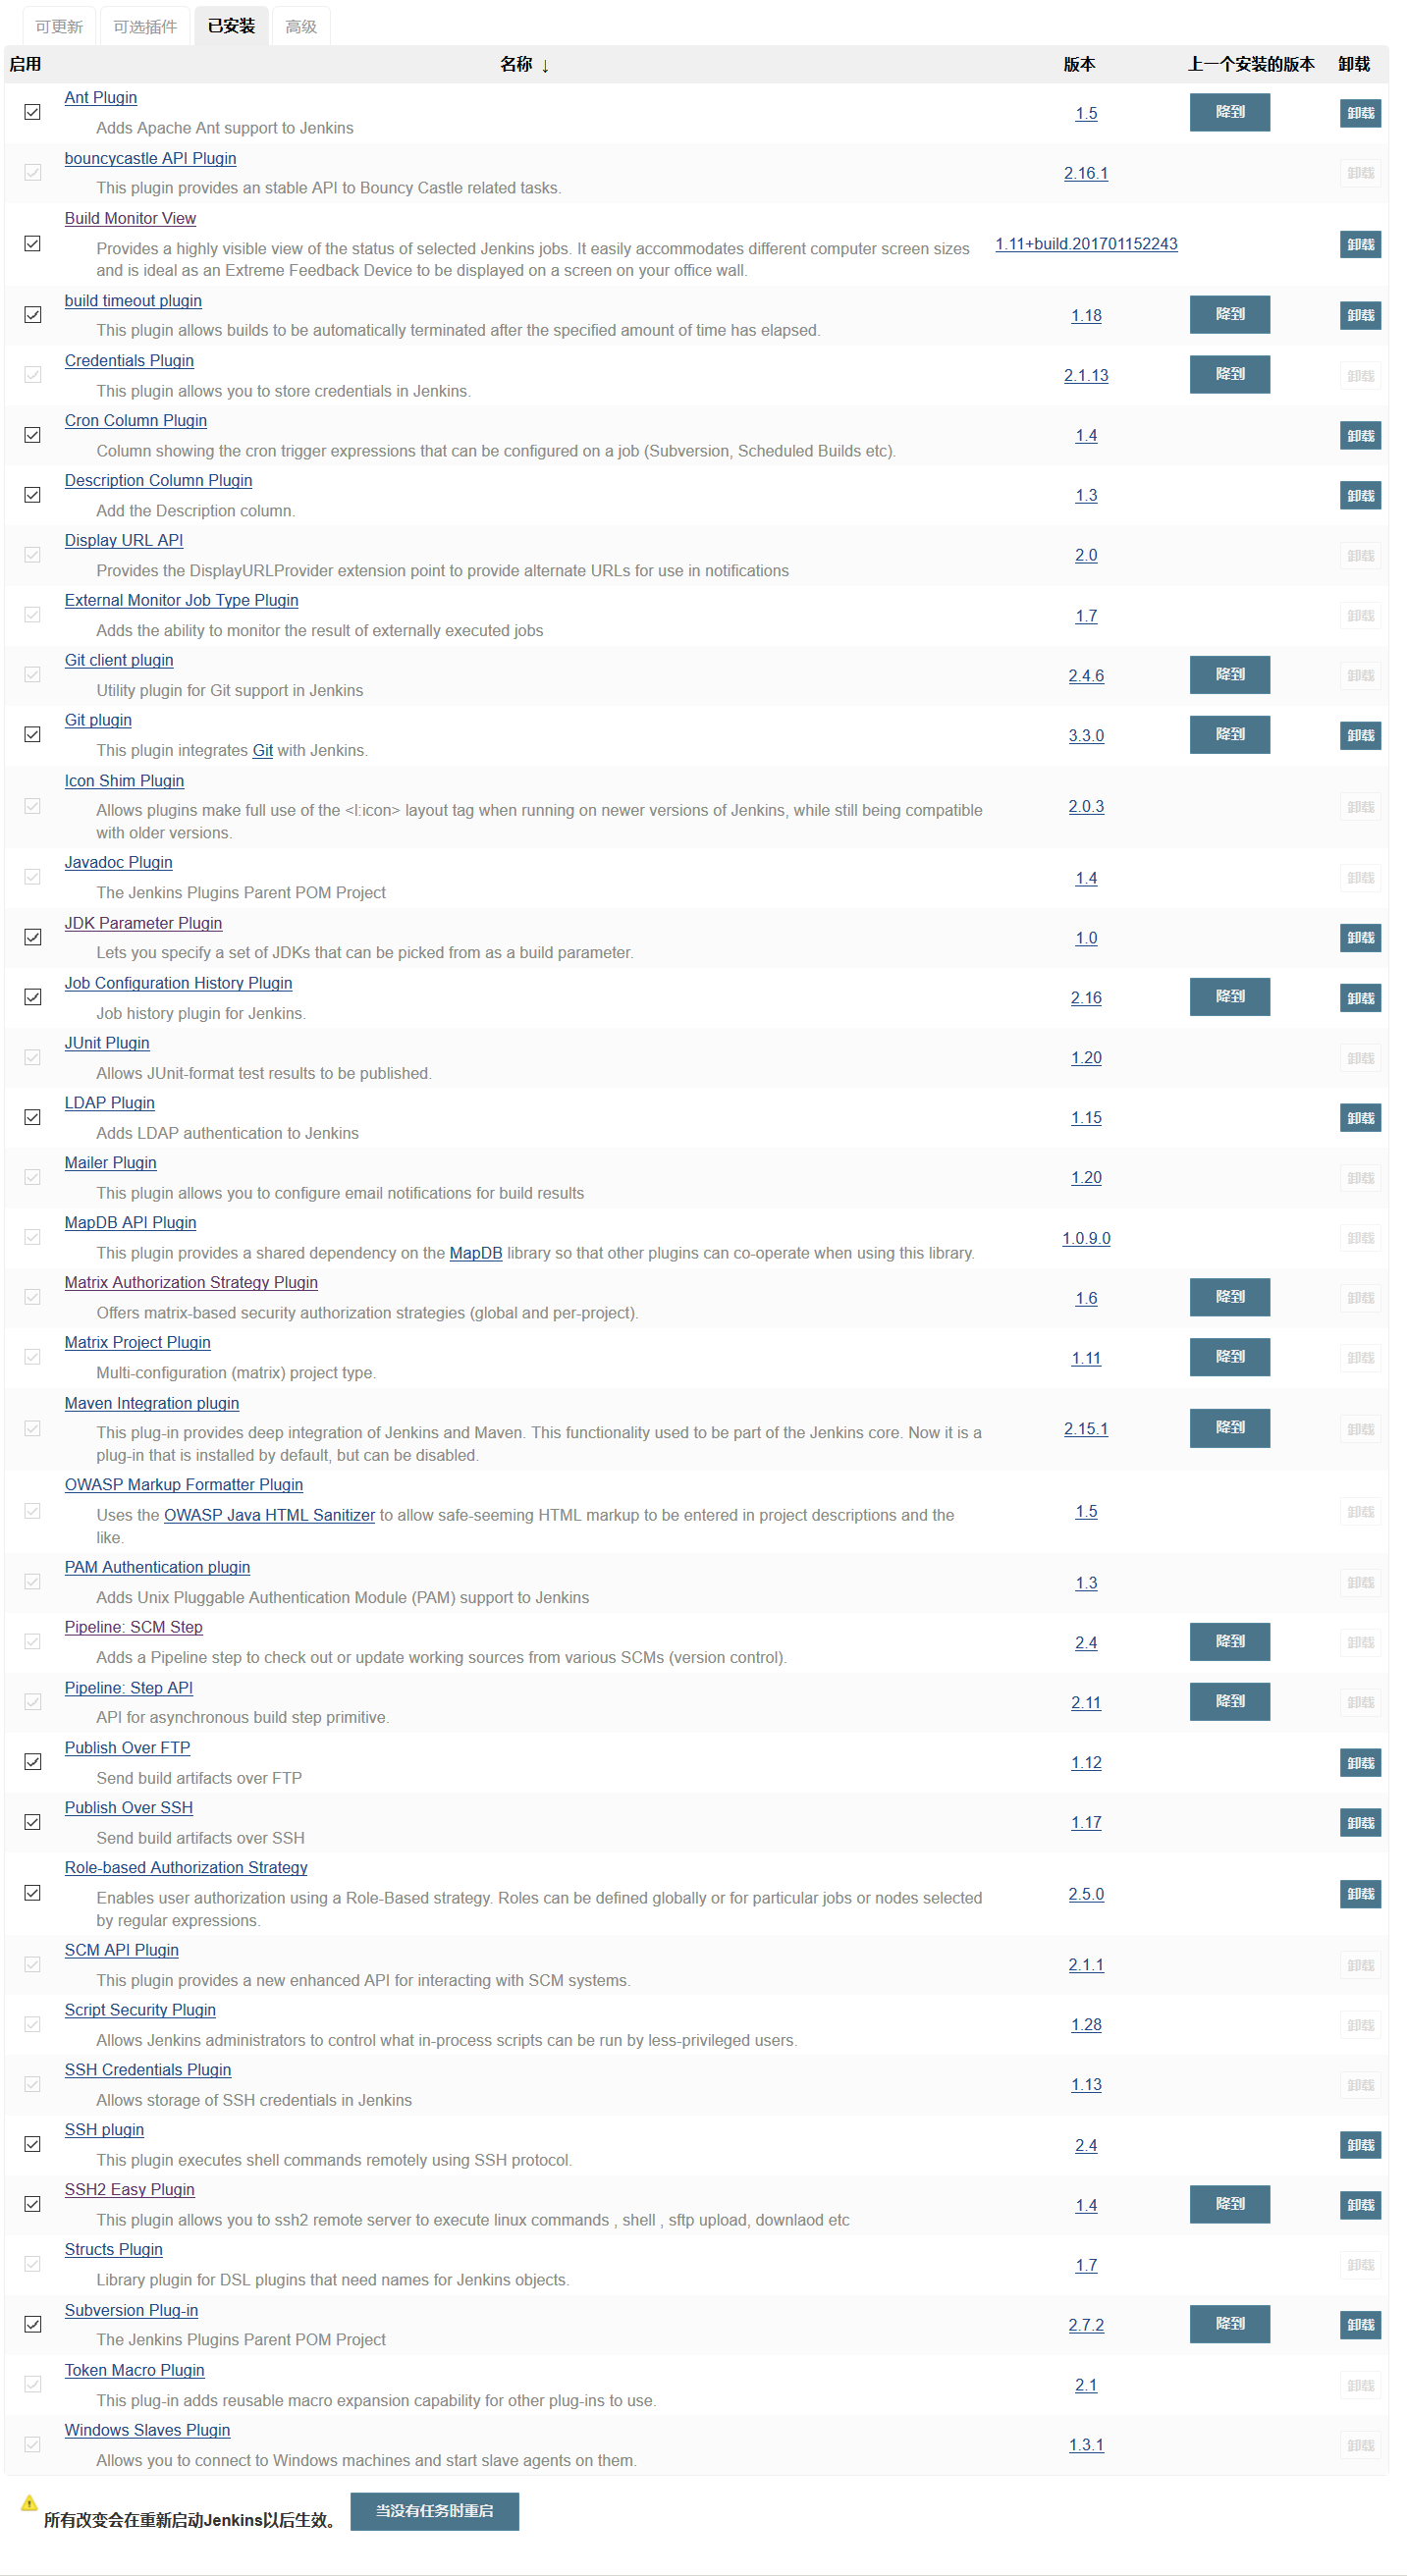 可更新 可选插件 已安装 高级
启用 名称 ↓ 版本 上一个安装的版本 卸载
Ant Plugin
Adds Apache Ant support to Jenkins
1.5 降到 卸载
bouncycastle API Plugin
This plugin provides an stable API to Bouncy Castle related tasks.
2.16.1 卸载
Build Monitor View
Provides a highly visible view of the status of selected Jenkins jobs. It easily accommodates different computer screen sizes
and is ideal as an Extreme Feedback Device to be displayed on a screen on your office wall.
1.11+build.201701152243 卸载
build timeout plugin
This plugin allows builds to be automatically terminated after the specified amount of time has elapsed.
1.18 降到 卸载
Credentials Plugin
This plugin allows you to store credentials in Jenkins.
2.1.13 降到 卸载
Cron Column Plugin
Column showing the cron trigger expressions that can be configured on a job (Subversion, Scheduled Builds etc).
1.4 卸载
Description Column Plugin
Add the Description column.
1.3 卸载
Display URL API
Provides the DisplayURLProvider extension point to provide alternate URLs for use in notifications
2.0 卸载
External Monitor Job Type Plugin
Adds the ability to monitor the result of externally executed jobs
1.7 卸载
Git client plugin
Utility plugin for Git support in Jenkins
2.4.6 降到 卸载
Git plugin
This plugin integrates Git with Jenkins.
3.3.0 降到 卸载
Icon Shim Plugin
Allows plugins make full use of the <l:icon> layout tag when running on newer versions of Jenkins, while still being compatible
with older versions.
2.0.3 卸载
Javadoc Plugin
The Jenkins Plugins Parent POM Project
1.4 卸载
JDK Parameter Plugin
Lets you specify a set of JDKs that can be picked from as a build parameter.
1.0 卸载
Job Configuration History Plugin
Job history plugin for Jenkins.
2.16 降到 卸载
JUnit Plugin
Allows JUnit-format test results to be published.
1.20 卸载
LDAP Plugin
Adds LDAP authentication to Jenkins
1.15 卸载
Mailer Plugin
This plugin allows you to configure email notifications for build results
1.20 卸载
MapDB API Plugin
This plugin provides a shared dependency on the MapDB library so that other plugins can co-operate when using this library.
1.0.9.0 卸载
Matrix Authorization Strategy Plugin
Offers matrix-based security authorization strategies (global and per-project).
1.6 降到 卸载
Matrix Project Plugin
Multi-configuration (matrix) project type.
1.11 降到 卸载
Maven Integration plugin
This plug-in provides deep integration of Jenkins and Maven. This functionality used to be part of the Jenkins core. Now it is a
plug-in that is installed by default, but can be disabled.
2.15.1 降到 卸载
OWASP Markup Formatter Plugin
Uses the OWASP Java HTML Sanitizer to allow safe-seeming HTML markup to be entered in project descriptions and the
like.
1.5 卸载
PAM Authentication plugin
Adds Unix Pluggable Authentication Module (PAM) support to Jenkins
1.3 卸载
Pipeline: SCM Step
Adds a Pipeline step to check out or update working sources from various SCMs (version control).
2.4 降到 卸载
Pipeline: Step API
API for asynchronous build step primitive.
2.11 降到 卸载
Publish Over FTP
Send build artifacts over FTP
1.12 卸载
Publish Over SSH
Send build artifacts over SSH
1.17 卸载
Role-based Authorization Strategy
Enables user authorization using a Role-Based strategy. Roles can be defined globally or for particular jobs or nodes selected
by regular expressions.
2.5.0 卸载
SCM API Plugin
This plugin provides a new enhanced API for interacting with SCM systems.
2.1.1 卸载
Script Security Plugin
Allows Jenkins administrators to control what in-process scripts can be run by less-privileged users.
1.28 卸载
SSH Credentials Plugin
Allows storage of SSH credentials in Jenkins
1.13 卸载
SSH plugin
This plugin executes shell commands remotely using SSH protocol.
2.4 卸载
SSH2 Easy Plugin
This plugin allows you to ssh2 remote server to execute linux commands , shell , sftp upload, downlaod etc
1.4 降到 卸载
Structs Plugin
Library plugin for DSL plugins that need names for Jenkins objects.
1.7 卸载
Subversion Plug-in
The Jenkins Plugins Parent POM Project
2.7.2 降到 卸载
Token Macro Plugin
This plug-in adds reusable macro expansion capability for other plug-ins to use.
2.1 卸载
Windows Slaves Plugin
Allows you to connect to Windows machines and start slave agents on them.
1.3.1 卸载
所有改变会在重新启动Jenkins以后生效。 当没有任务时重启